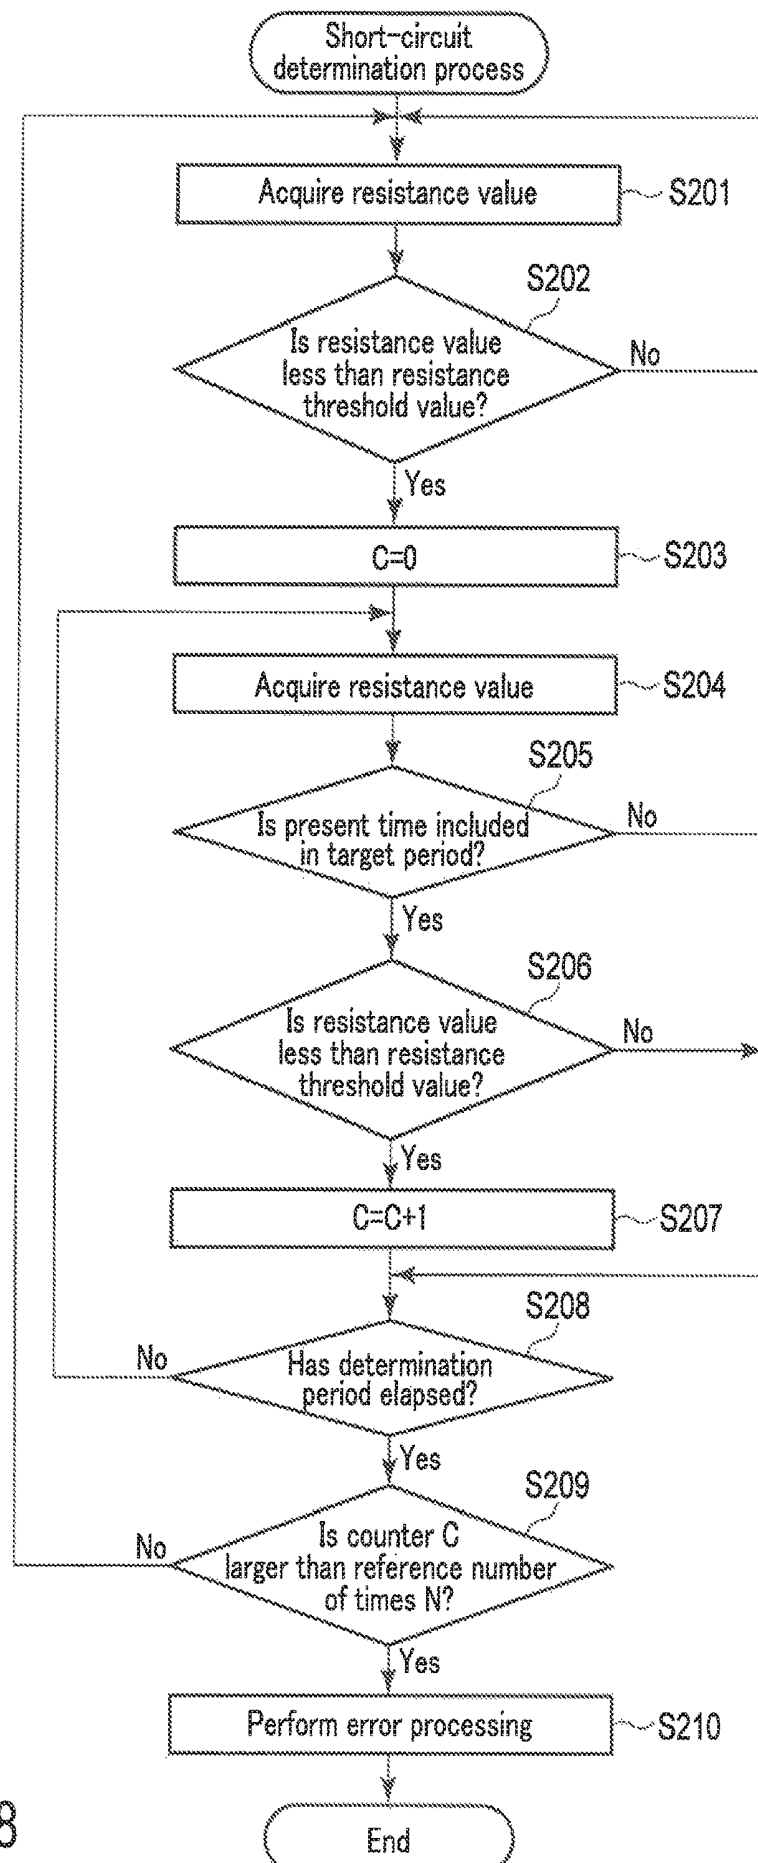 Short-circuit
determination process
Acquire resistance value
S201
S202
Is resistance value
less than resistance
threshold value?
No
Yes
C=0
S203
Acquire resistance value
S204
S205
Is present time included
in target period?
No
Yes
S206
Is resistance value
less than resistance
threshold value?
No
Yes
C=C+1
S207
S208
Has determination
period elapsed?
No
Yes
S209
Is counter C
larger than reference number
of times N?
No
Yes
Perform error processing
S210
End
8